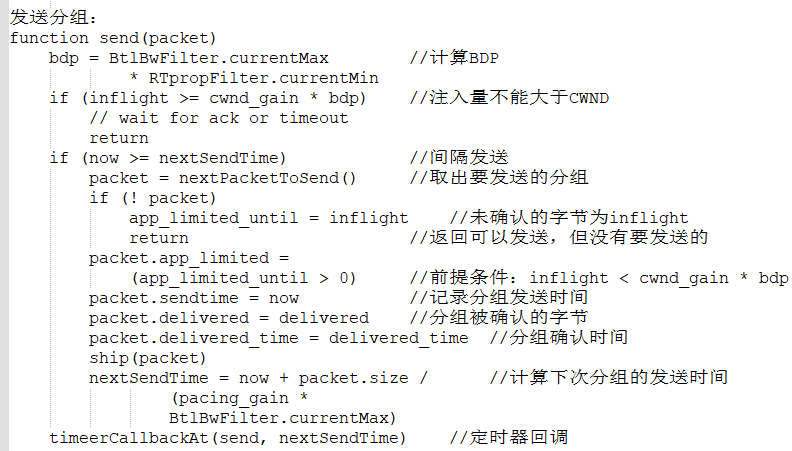 发送分组:
function send(packet)
    bdp = BtlBwFilter.currentMax        //计算BDP
            * RTpropFilter.currentMin
    if (inflight >= cwnd_gain * bdp)    //注入量不能大于CWND
        // wait for ack or timeout
        return
    if (now >= nextSendTime)            //间隔发送
        packet = nextPacketToSend()     //取出要发送的分组
        if (! packet)
            app_limited_until = inflight    //未确认的字节为inflight
            return                      //返回可以发送，但没有要发送的
        packet.app_limited =
            (app_limited_until > 0)     //前提条件: inflight < cwnd_gain * bdp
        packet.sendtime = now           //记录分组发送时间
        packet.delivered = delivered    //分组被确认的字节
        packet.delivered_time = delivered_time  //分组确认时间
        ship(packet)
        nextSendTime = now + packet.size /      //计算下次分组的发送时间
                (pacing_gain *
                BtlBwFilter.currentMax)
    timeerCallbackAt(send, nextSendTime)    //定时器回调